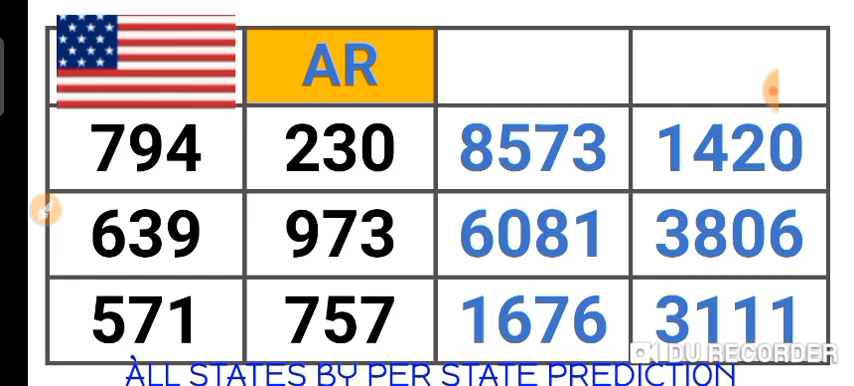 AR
794 230 8573 1420
639 973 6081 3806
571 757 1676 3111
DU RECORDER
ÀLL STATES BY PER STATE PREDICTION